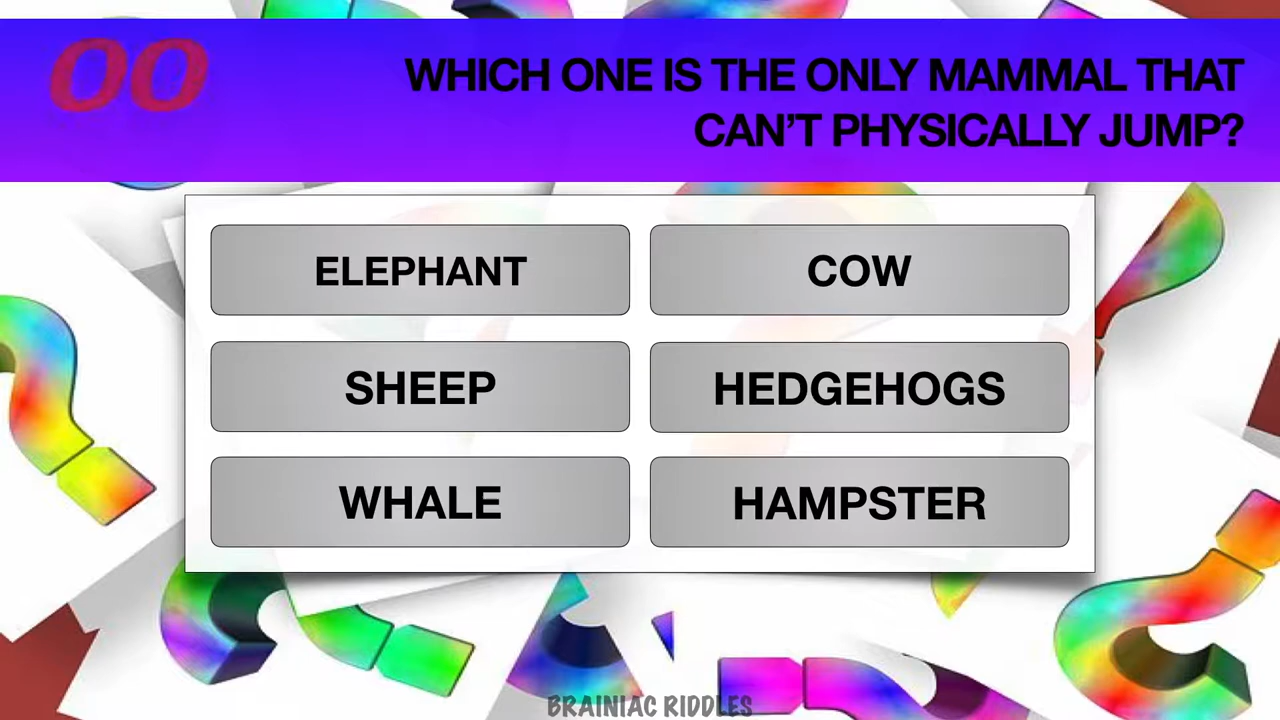 00
WHICH ONE IS THE ONLY MAMMAL THAT
CAN'T PHYSICALLY JUMP?
ELEPHANT
COW
SHEEP
HEDGEHOGS
WHALE
HAMPSTER
BRAINIAC RIDDLES